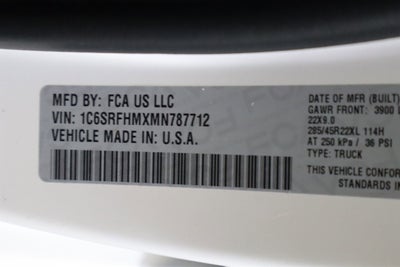 MFD BY: FCA US LLC
VIN: 1C6SRFHMXMN787712
VEHICLE MADE IN: U.S.A.
DATE OF MFR (BUILT)
GAWR FRONT: 3900
22X9.0
285/45R22XL 114H
AT 250 kPa / 36 PSI
TYPE: TRUCK
THIS VEHICLE CONFOR
STANDARDS IN